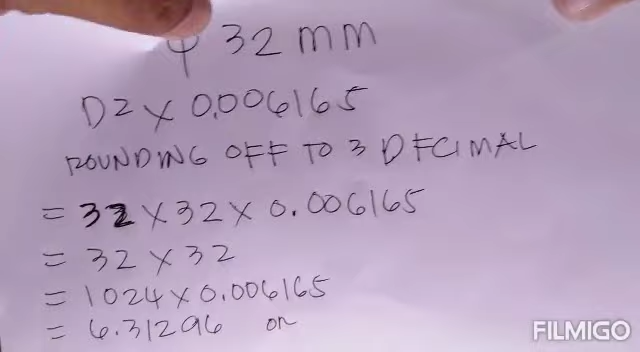 φ 32 mm
D2 x 0.006165
ROUNDING OFF TO 3 DECIMAL
= 32 x 32 x 0.006165
= 32 x 32
= 1024 x 0.006165
= 6.31296 or
FILMIGO